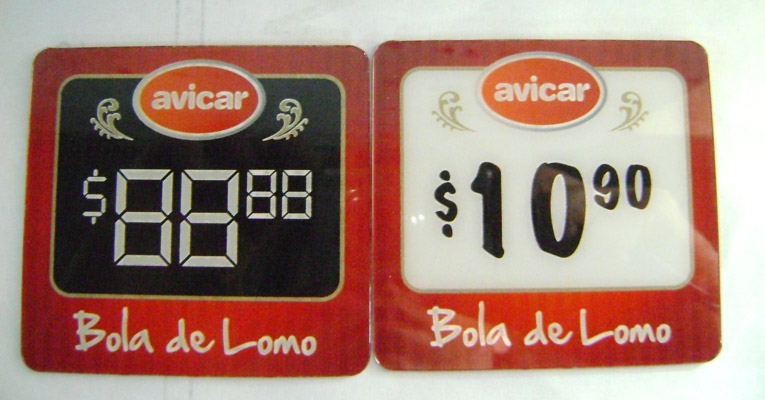 avicar
$88 88
Bola de Lomo
avicar
$10 90
Bola de Lomo